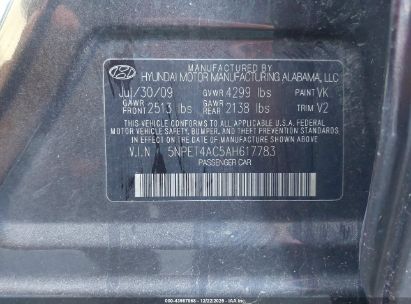 MANUFACTURED BY
HYUNDAI MOTOR MANUFACTURING ALABAMA, LLC
Jul/30/09 GVWR 4299 lbs PAINT VK
GAWR FRONT 2513 lbs GAWR REAR 2138 lbs TRIM V2
THIS VEHICLE CONFORMS TO ALL APPLICABLE U.S.A FEDERAL
MOTOR VEHICLE SAFETY, BUMPER, AND THEFT PREVENTION STANDARDS
IN EFFECT ON THE DATE OF MANUFACTURE SHOWN ABOVE.
V.I.N 5NPET4AC5AH617783
PASSENGER CAR